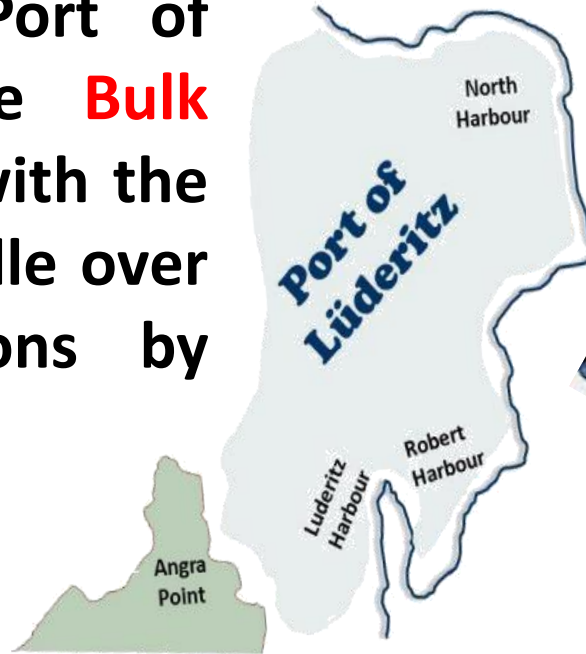 Port of
e Bulk
with the
lle over
ons by
North
Harbour
Port of
Lüderitz
Robert
Harbour
Luderitz
Harbour
Angra
Point